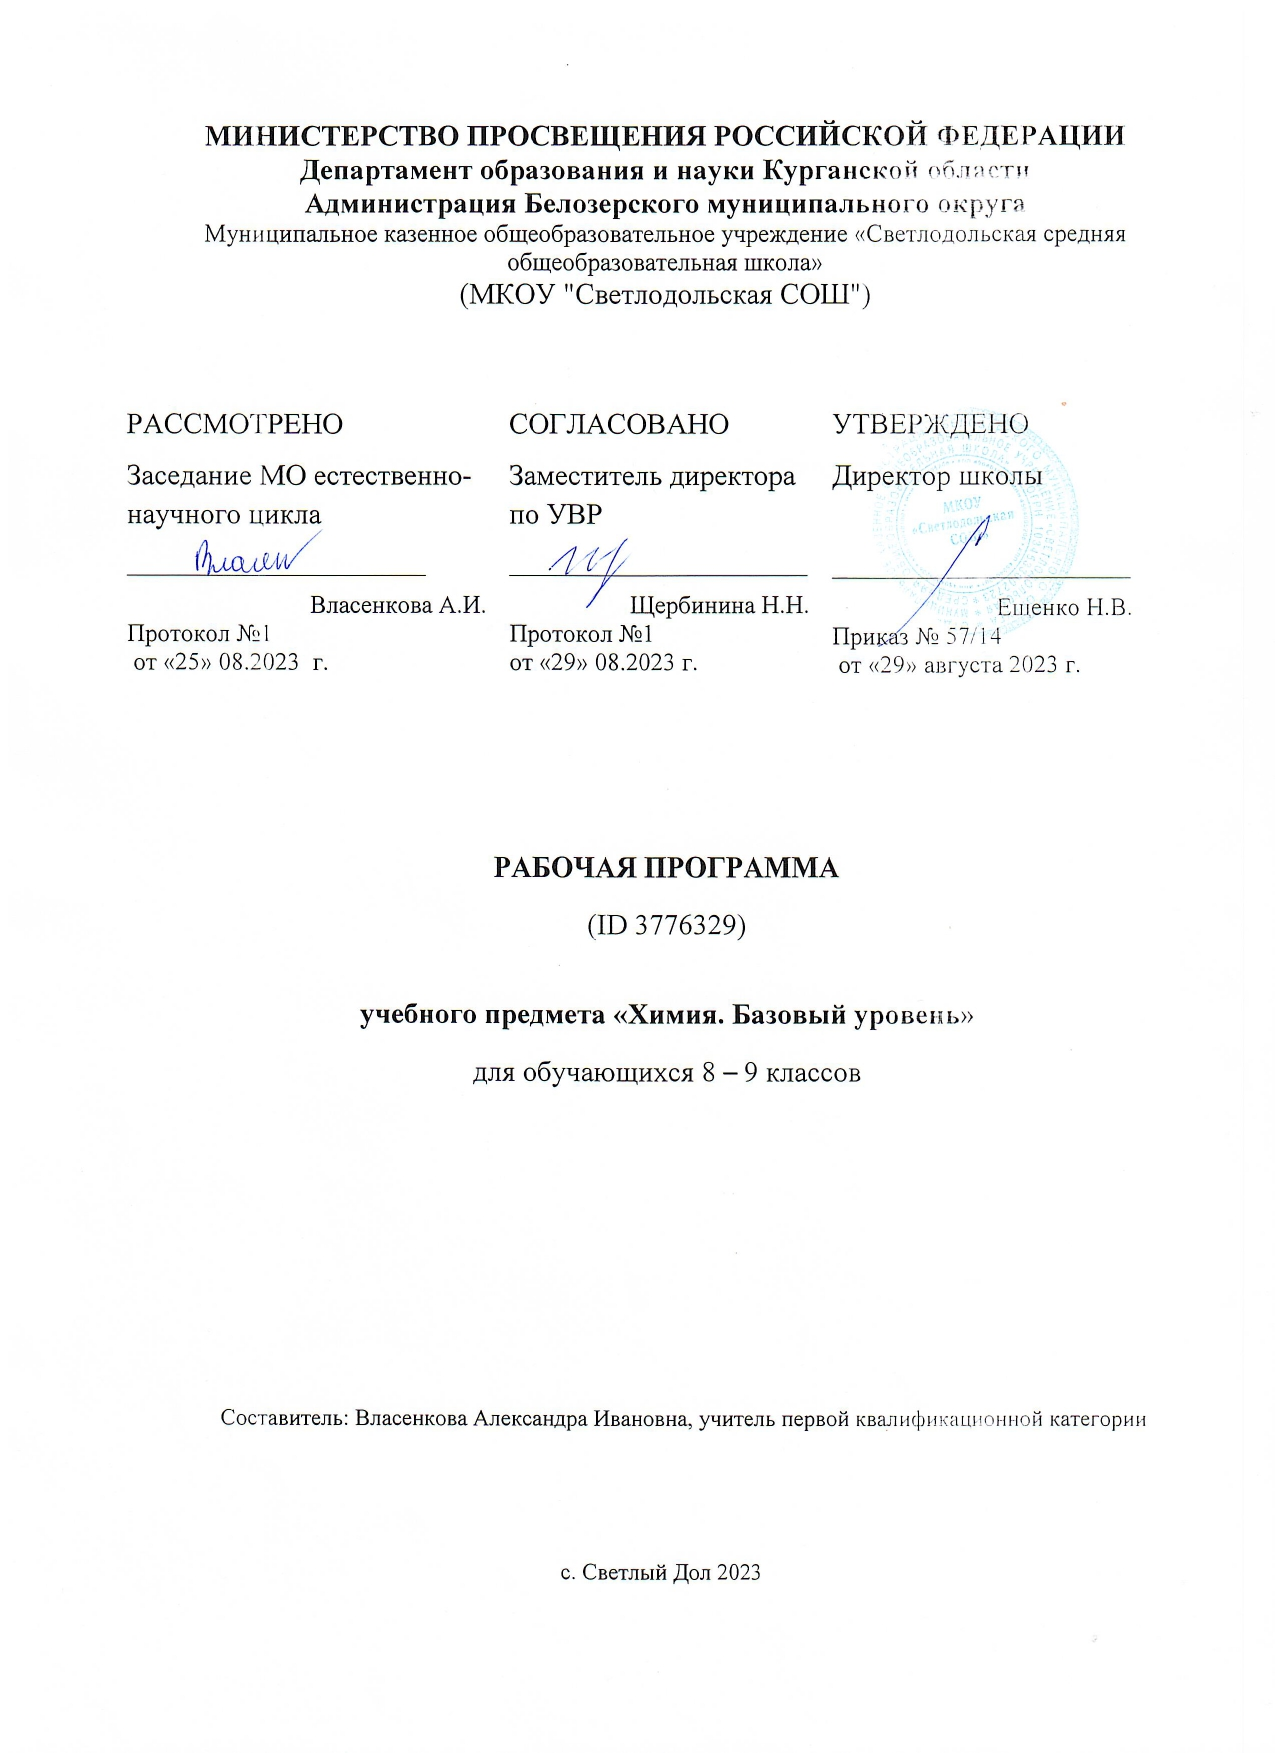 МИНИСТЕРСТВО ПРОСВЕЩЕНИЯ РОССИЙСКОЙ ФЕДЕРАЦИИ
Департамент образования и науки Курганской области
Администрация Белозерского муниципального округа
Муниципальное казенное общеобразовательное учреждение «Светлодольская средняя
общеобразовательная школа»
(МКОУ "Светлодольская СОШ")
РАССМОТРЕНО
Заседание МО естественно-
научного цикла
Власенкова А.И.
Протокол №1
от «25» 08.2023 г.
СОГЛАСОВАНО
Заместитель директора
по УВР
Щербинина Н.Н.
Протокол №1
от «29» 08.2023 г.
УТВЕРЖДЕНО
Директор школы
МКОУ
«Светлодольская
СОШ»
Ешенко Н.В.
Приказ № 57/14
от «29» августа 2023 г.
РАБОЧАЯ ПРОГРАММА
(ID 3776329)
учебного предмета «Химия. Базовый уровень»
для обучающихся 8 – 9 классов
Составитель: Власенкова Александра Ивановна, учитель первой квалификационной категории
с. Светлый Дол 2023